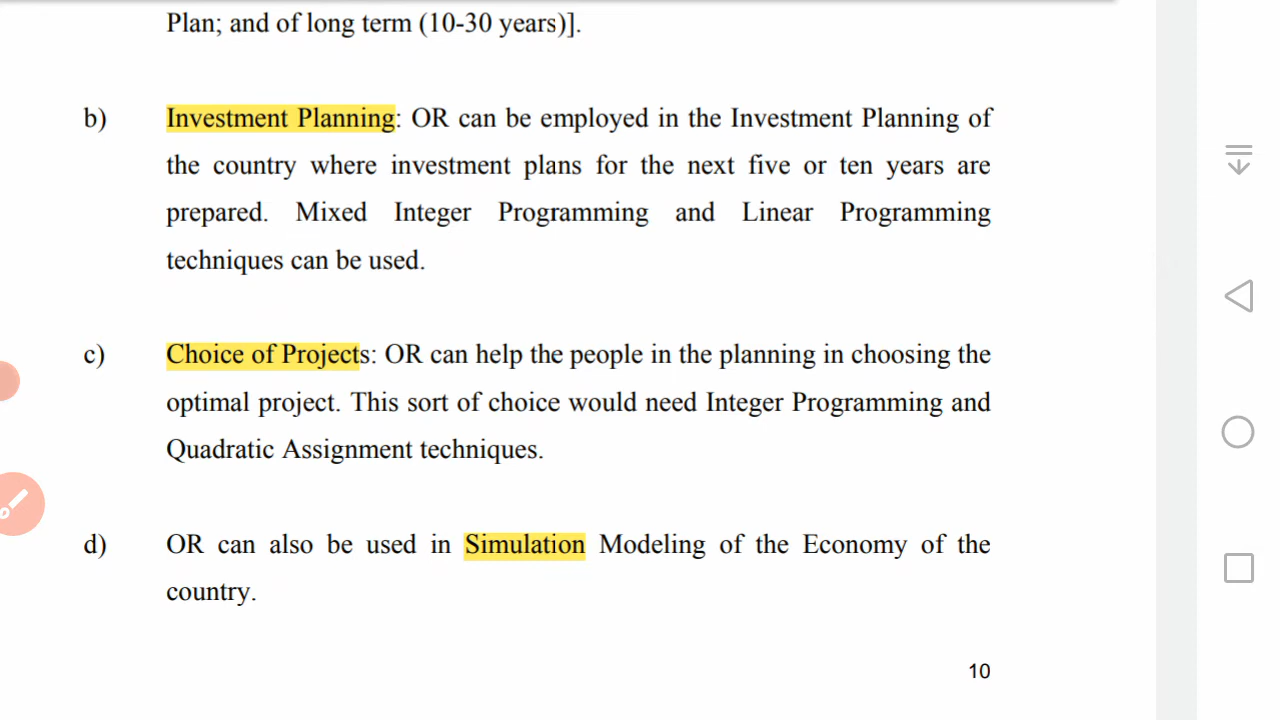 Plan; and of long term (10-30 years)].
b) Investment Planning: OR can be employed in the Investment Planning of
the country where investment plans for the next five or ten years are
prepared. Mixed Integer Programming and Linear Programming
techniques can be used.
c) Choice of Projects: OR can help the people in the planning in choosing the
optimal project. This sort of choice would need Integer Programming and
Quadratic Assignment techniques.
d) OR can also be used in Simulation Modeling of the Economy of the
country.
10